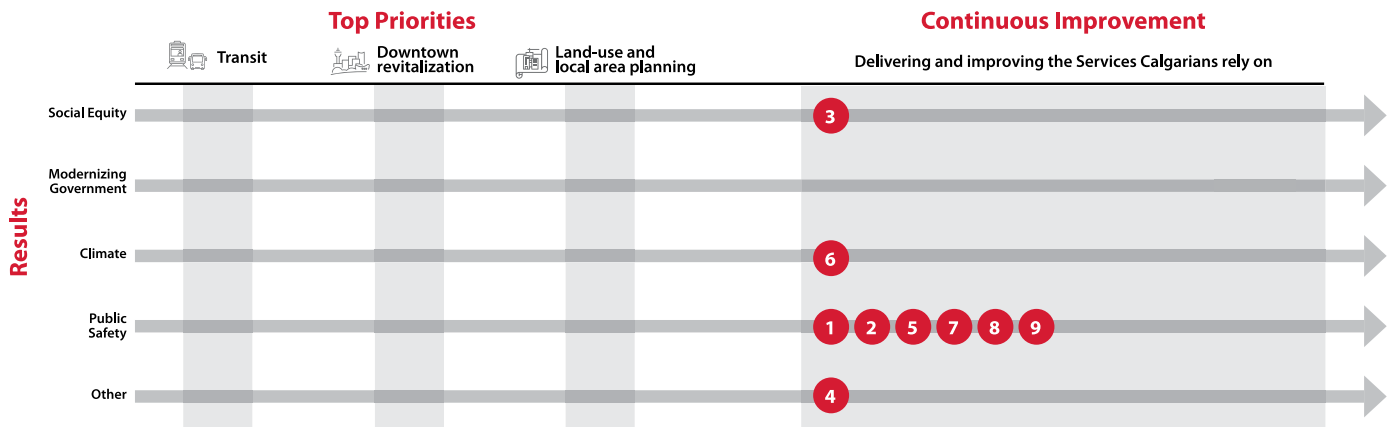 Top Priorities
Continuous Improvement
Transit
Downtown
revitalization
Land-use and
local area planning
Delivering and improving the Services Calgarians rely on
Results
Social Equity
3
Modernizing
Government
Climate
6
Public
Safety
1 2 5 7 8 9
Other
4